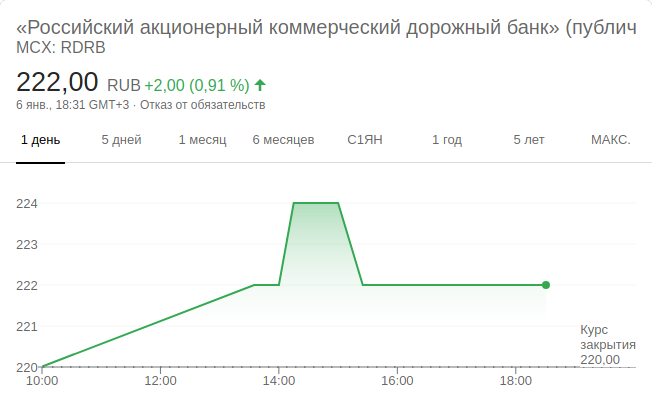 «Российский акционерный коммерческий дорожный банк» (публич
MCX: RDRB
222,00 RUB +2,00 (0,91 %)
6 янв., 18:31 GMT+3 · Отказ от обязательств
1 день 5 дней 1 месяц 6 месяцев С1ЯН 1 год 5 лет МАКС.
224
223
222
221
220
Курс
закрытия
220,00
10:00 12:00 14:00 16:00 18:00